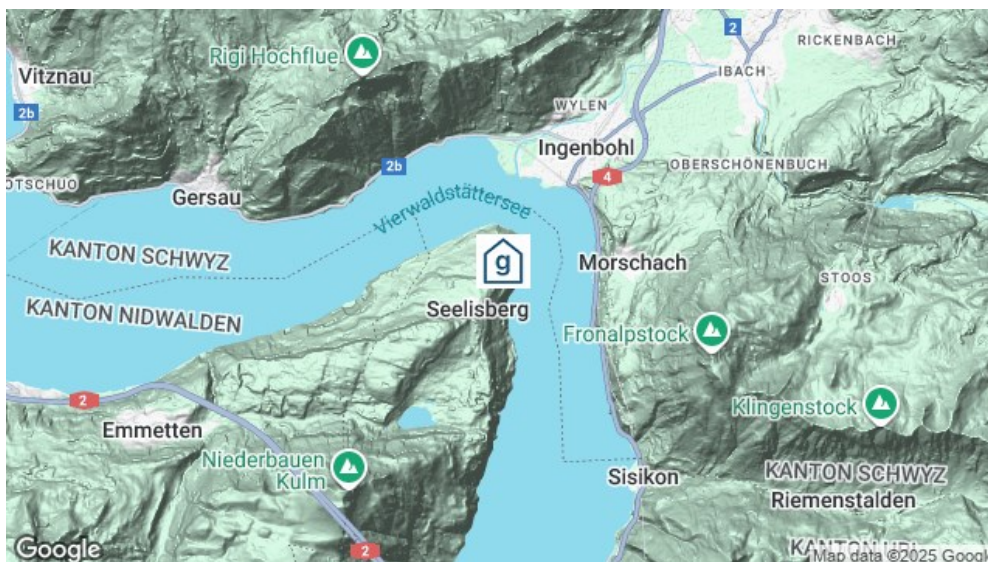 Rigi Hochflue
2
RICKENBACH
Vitznau
IBACH
2b
WYLEN
Ingenbohl
2b
OBERSCHÖNENBUCH
OTSCHUO
4
Gersau
Vierwaldstättersee
KANTON SCHWYZ
g
Morschach
STOOS
KANTON NIDWALDEN
Seelisberg
Fronalpstock
2
Klingenstock
Emmetten
Niederbauen
Kulm
Sisikon
KANTON SCHWYZ
Riemenstalden
2
Google
KANTON URI
Map data ©2025 Google